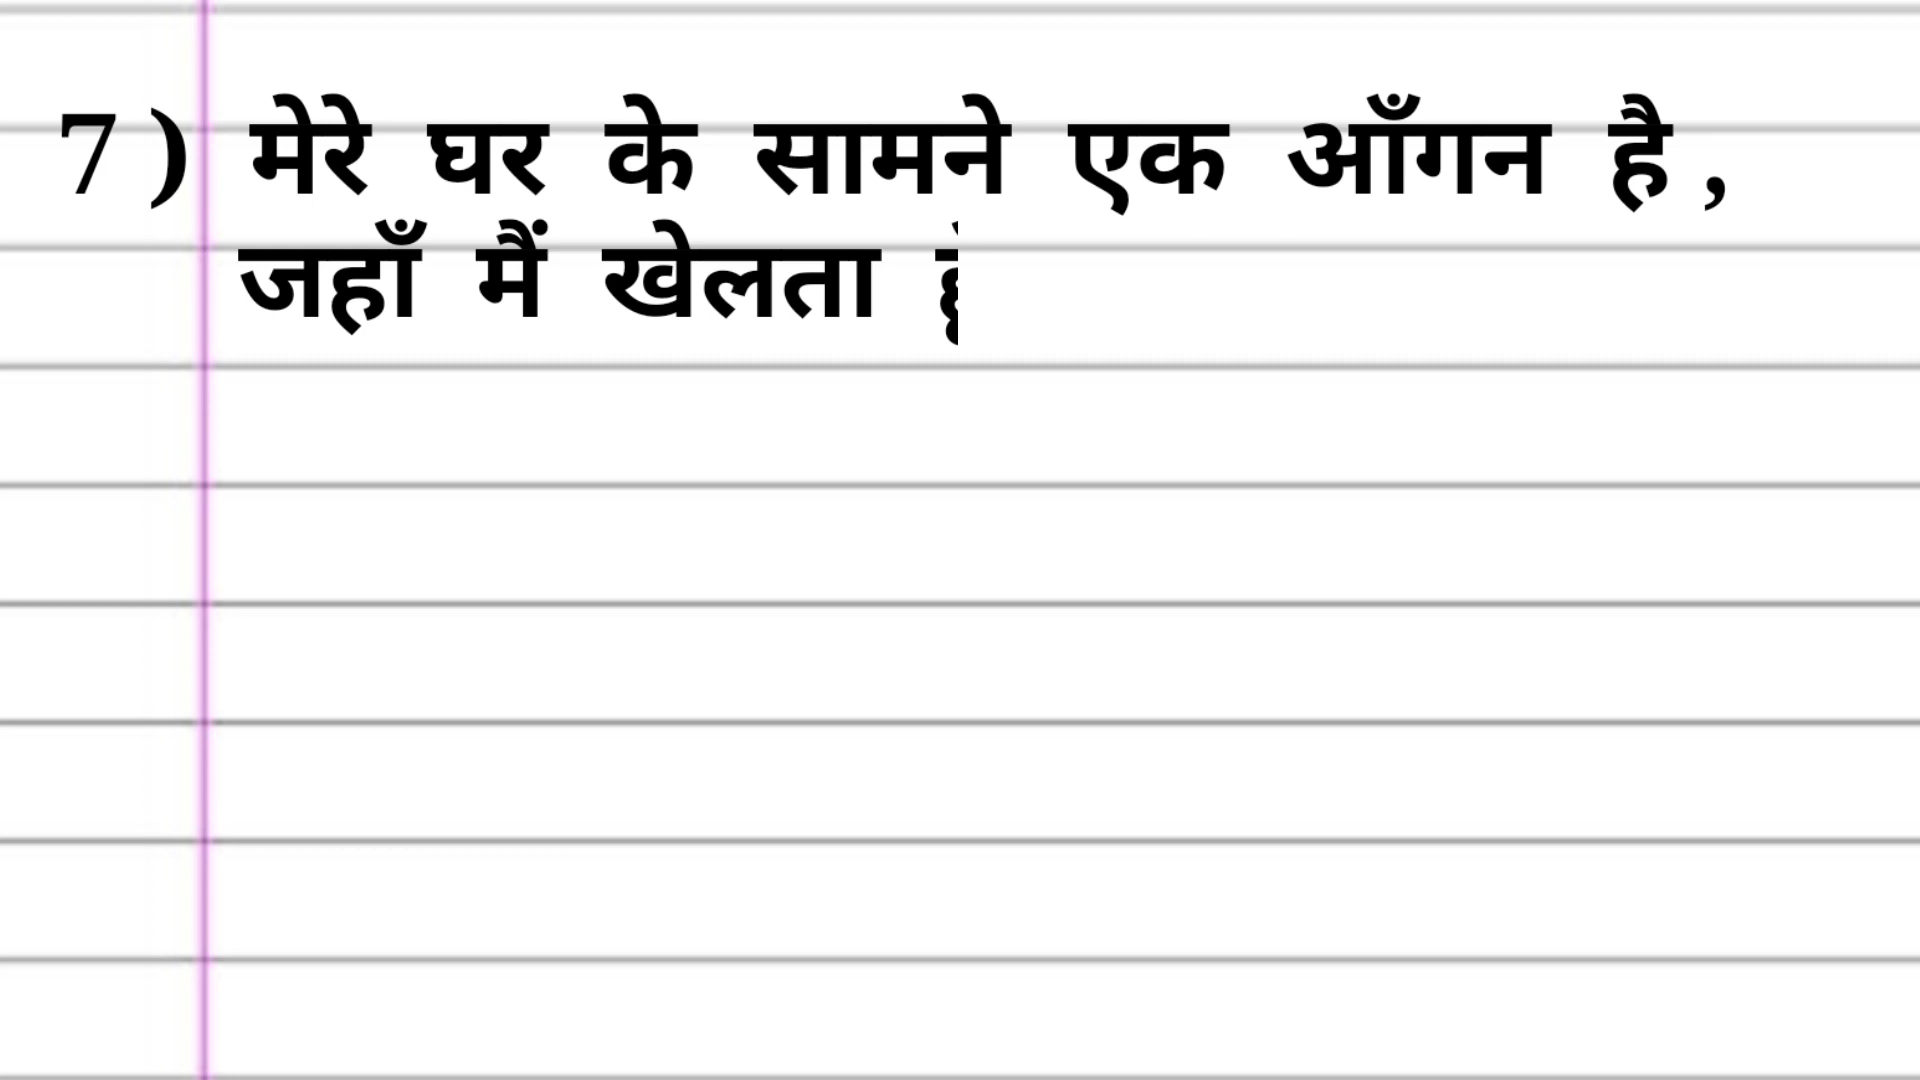 7) मेरे घर के सामने एक आँगन है,
जहाँ मैं खेलता